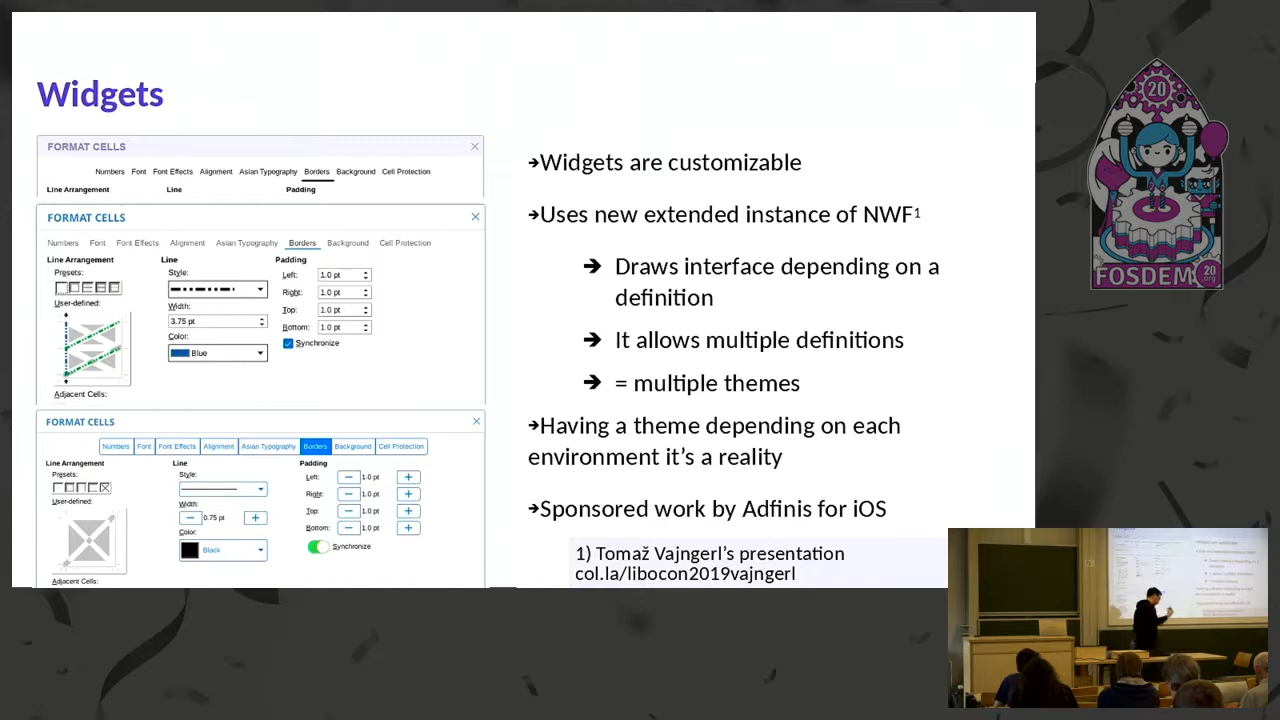 Widgets
FORMAT CELLS
Numbers Font Font Effects Alignment Asian Typography Borders Background Cell Protection
Line Arrangement Line Padding
FORMAT CELLS
Numbers Font Font Effects Alignment Asian Typography Borders Background Cell Protection
Line Arrangement Line Padding
Presets: Style: Left: 1.0 pt
Right: 1.0 pt
User-defined: Width: Top: 1.0 pt
3.75 pt Bottom: 1.0 pt
Color: Synchronize
Blue
Adjacent Cells:
FORMAT CELLS
Numbers Font Font Effects Alignment Asian Typography Borders Background Cell Protection
Line Arrangement Line Padding
Presets: Style: Left: 1.0 pt
Right: 1.0 pt
User-defined: Width: Top: 1.0 pt
0.75 pt Bottom: 1.0 pt
Color: Synchronize
Black
Adjacent Cells:
➔Widgets are customizable
➔Uses new extended instance of NWF1
➔ Draws interface depending on a
definition
➔ It allows multiple definitions
➔ = multiple themes
➔Having a theme depending on each
environment it’s a reality
➔Sponsored work by Adfinis for iOS
1) Tomaž Vajngerl’s presentation
col.la/libocon2019vajngerl
20
FOSDEM 20
.org